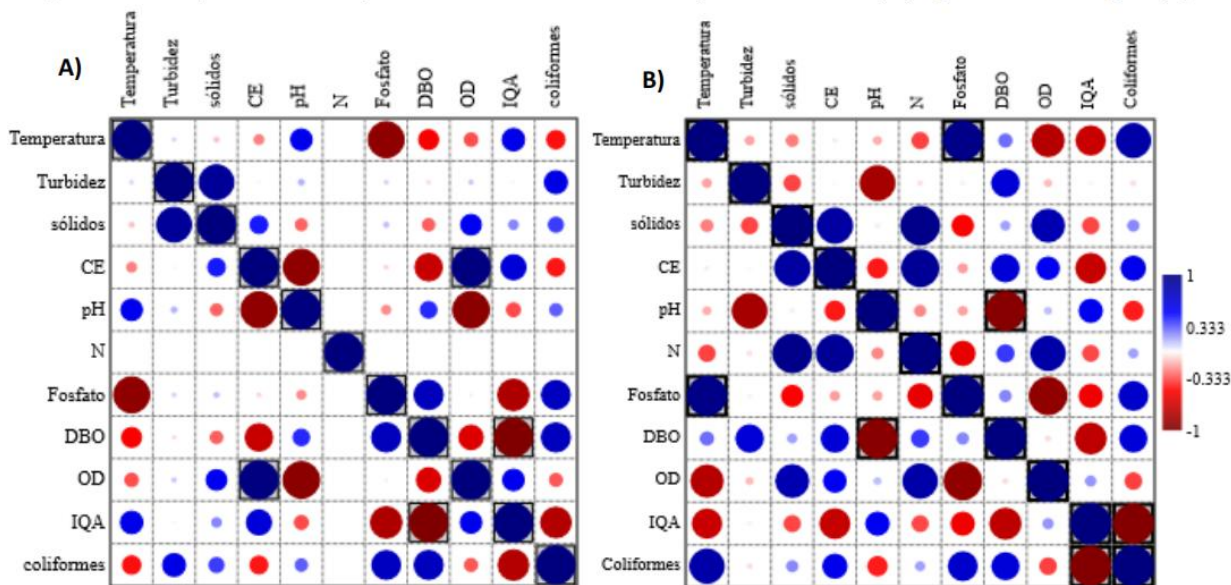 A)
Temperatura Turbidez sólidos CE pH N Fosfato DBO OD IQA coliformes
Temperatura
Turbidez
sólidos
CE
pH
N
Fosfato
DBO
OD
IQA
coliformes
B)
Temperatura Turbidez sólidos CE pH N Fosfato DBO OD IQA Coliformes
Temperatura
Turbidez
sólidos
CE
pH
N
Fosfato
DBO
OD
IQA
Coliformes
1
0.333
-0.333
-1